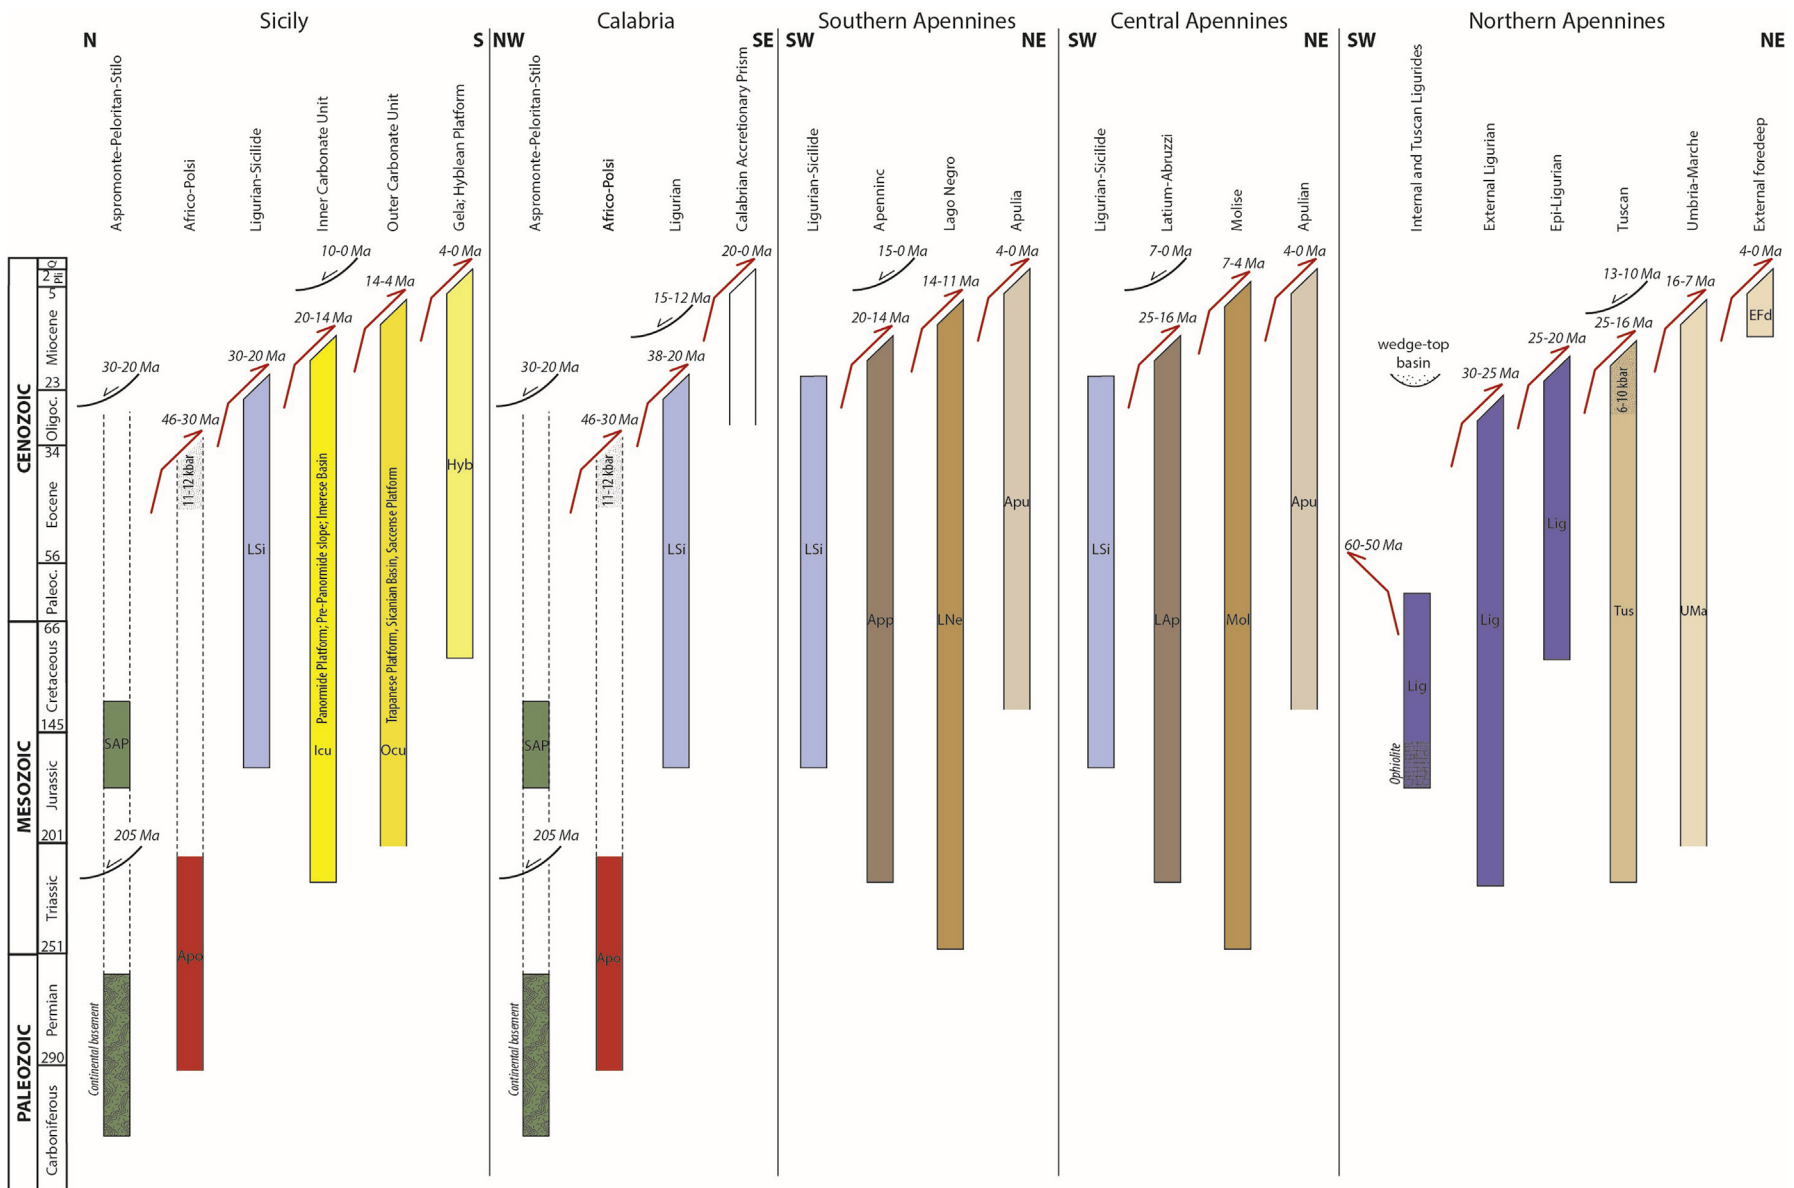 Sicily
Calabria
Southern Apennines
Central Apennines
Northern Apennines
N
S
NW
SE
SW
NE
SW
NE
SW
NE
Aspromonte-Peloritan-Stilo
Africo-Polsi
Ligurian-Sicilide
Inner Carbonate Unit
Outer Carbonate Unit
Gela; Hyblean Platform
Aspromonte-Peloritan-Stilo
Africo-Polsi
Ligurian
Calabrian Accretionary Prism
Ligurian-Sicilide
Apenninc
Lago Negro
Apulia
Ligurian-Sicilide
Latium-Abruzzi
Molise
Apulian
Internal and Tuscan Ligurides
External Ligurian
Epi-Ligurian
Tuscan
Umbria-Marche
External foredeep
CENOZOIC
MESOZOIC
PALEOZOIC
Q
2
Pli
5
Miocene
23
Oligoc.
34
Eocene
56
Paleoc.
66
Cretaceous
145
Jurassic
201
Triassic
251
Permian
290
Carboniferous
30-20 Ma
SAP
205 Ma
Continental basement
46-30 Ma
11-12 kbar
Apo
30-20 Ma
LSi
10-0 Ma
20-14 Ma
Panormide Platform; Pre-Panormide slope; Imerese Basin
Icu
14-4 Ma
Trapanese Platform, Sicanian Basin, Saccense Platform
Ocu
4-0 Ma
Hyb
30-20 Ma
SAP
205 Ma
Continental basement
46-30 Ma
11-12 kbar
Apo
15-12 Ma
38-20 Ma
LSi
20-0 Ma
LSi
15-0 Ma
20-14 Ma
App
14-11 Ma
LNe
4-0 Ma
Apu
LSi
7-0 Ma
25-16 Ma
LAp
7-4 Ma
Mol
4-0 Ma
Apu
wedge-top
basin
60-50 Ma
Lig
Ophiolite
30-25 Ma
Lig
25-20 Ma
Lig
13-10 Ma
25-16 Ma
6-10 kbar
Tus
16-7 Ma
UMa
4-0 Ma
EFd